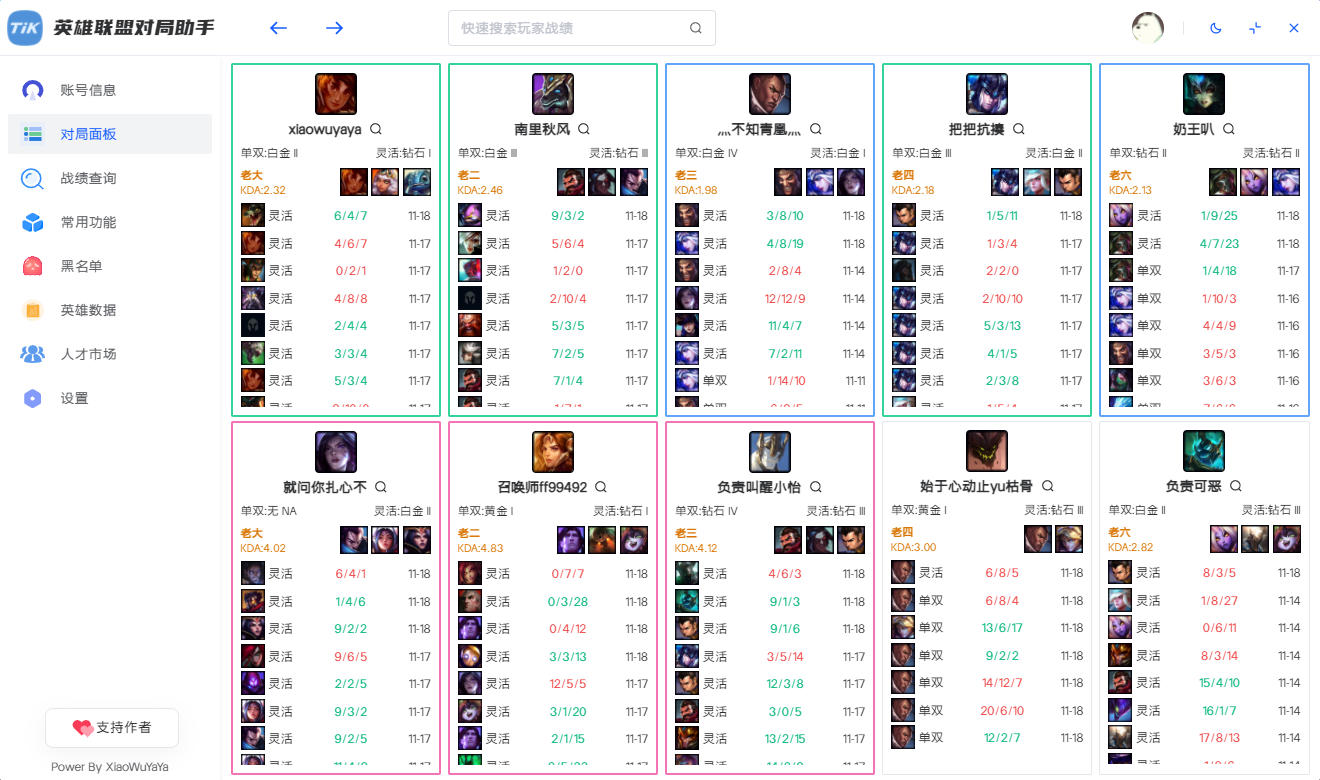 TiK 英雄联盟对局助手
快速搜索玩家战绩
账号信息
对局面板
战绩查询
常用功能
黑名单
英雄数据
人才市场
设置
支持作者
Power By XiaoWuYaYa
xiaowuyaya
单双:白金 II 灵活:钻石 I
老大
KDA:2.32
灵活 6/4/7 11-18
灵活 4/6/7 11-17
灵活 0/2/1 11-17
灵活 4/8/8 11-17
灵活 2/4/4 11-17
灵活 3/3/4 11-17
灵活 5/3/4 11-17
南里秋风
单双:白金 III 灵活:钻石 III
老二
KDA:2.46
灵活 9/3/2 11-18
灵活 5/6/4 11-17
灵活 1/2/0 11-17
灵活 2/10/4 11-17
灵活 5/3/5 11-17
灵活 7/2/5 11-17
灵活 7/1/4 11-17
灬不知青凰灬
单双:白金 IV 灵活:白金 I
老三
KDA:1.98
灵活 3/8/10 11-18
灵活 4/8/19 11-18
灵活 2/8/4 11-14
灵活 12/12/9 11-14
灵活 11/4/7 11-14
灵活 7/2/11 11-14
单双 1/14/10 11-11
把把抗揍
单双:白金 III 灵活:白金 II
老四
KDA:2.18
灵活 1/5/11 11-18
灵活 1/3/4 11-17
灵活 2/2/0 11-17
灵活 2/10/10 11-17
灵活 5/3/13 11-17
灵活 4/1/5 11-17
灵活 2/3/8 11-17
奶王叭
单双:钻石 II 灵活:钻石 II
老六
KDA:2.13
灵活 1/9/25 11-18
灵活 4/7/23 11-18
单双 1/4/18 11-17
单双 1/10/3 11-16
单双 4/4/9 11-16
单双 3/5/3 11-16
单双 3/6/3 11-16
就问你扎心不
单双:无 NA 灵活:白金 II
老大
KDA:4.02
灵活 6/4/1 11-18
灵活 1/4/6 11-18
灵活 9/2/2 11-18
灵活 9/6/5 11-17
灵活 2/2/5 11-17
灵活 9/3/2 11-17
灵活 9/2/5 11-17
召唤师ff99492
单双:黄金 I 灵活:钻石 I
老二
KDA:4.83
灵活 0/7/7 11-18
灵活 0/3/28 11-18
灵活 0/4/12 11-18
灵活 3/3/13 11-18
灵活 12/5/5 11-17
灵活 3/1/20 11-17
灵活 2/1/15 11-17
负责叫醒小怡
单双:钻石 IV 灵活:钻石 III
老三
KDA:4.12
灵活 4/6/3 11-18
灵活 9/1/3 11-18
灵活 9/1/6 11-18
灵活 3/5/14 11-17
灵活 12/3/8 11-17
灵活 3/0/5 11-17
灵活 13/2/15 11-17
始于心动止yu枯骨
单双:黄金 I 灵活:钻石 III
老四
KDA:3.00
灵活 6/8/5 11-18
单双 6/8/4 11-18
单双 13/6/17 11-18
单双 9/2/2 11-18
单双 14/12/7 11-18
单双 20/6/10 11-18
单双 12/2/7 11-18
负责可恶
单双:白金 II 灵活:钻石 III
老六
KDA:2.82
灵活 8/3/5 11-18
灵活 1/8/27 11-14
灵活 0/6/11 11-14
灵活 8/3/14 11-14
灵活 15/4/10 11-14
灵活 16/1/7 11-14
灵活 17/8/13 11-14